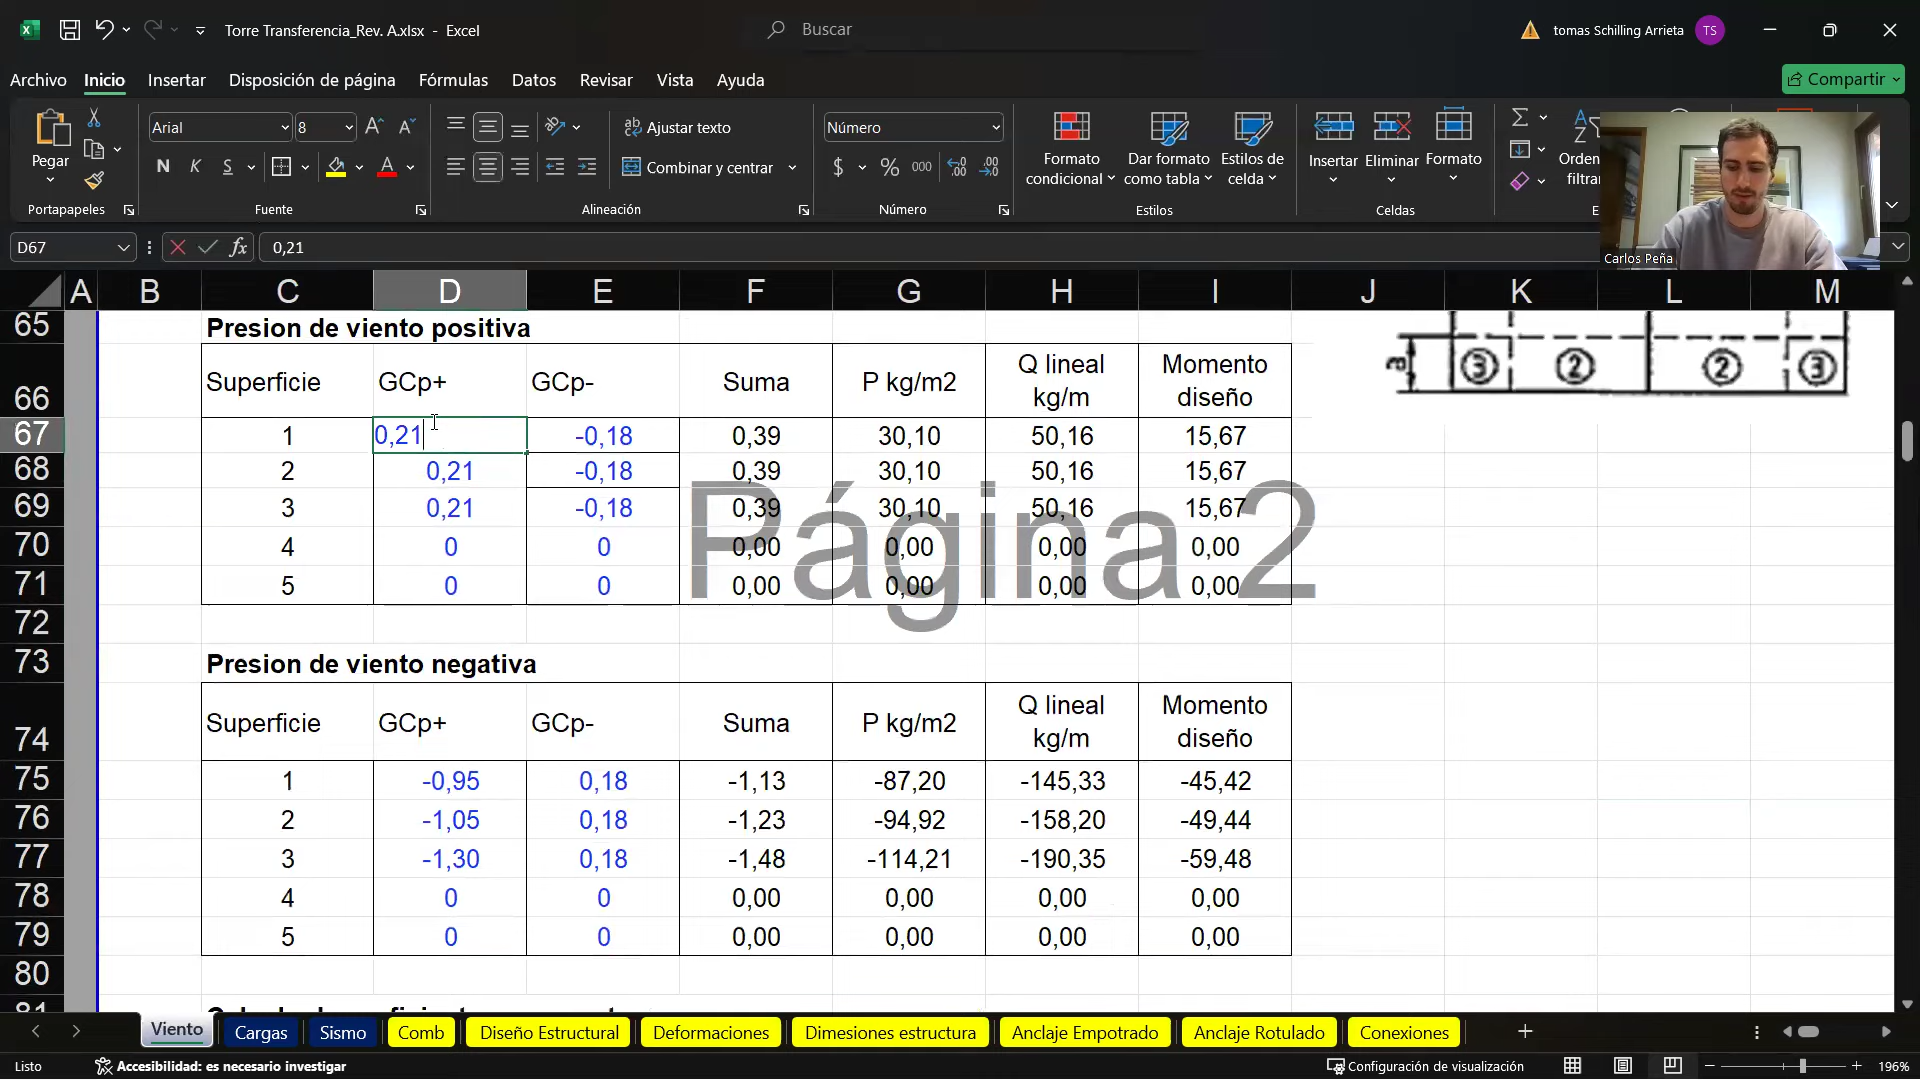 Torre Transferencia_Rev. A.xlsx - Excel
Buscar
tomas Schilling Arrieta
TS
Archivo Inicio Insertar Disposición de página Fórmulas Datos Revisar Vista Ayuda
Compartir
Pegar
Arial 8
Ajustar texto
Número
N K S
Combinar y centrar
$ % 000
Formato condicional
Dar formato como tabla
Estilos de celda
Insertar Eliminar Formato
Portapapeles Fuente Alineación Número Estilos Celdas
Carlos Peña
D67 fx 0,21
A B C D E F G H I J K L M
65 Presion de viento positiva
66 Superficie GCp+ GCp- Suma P kg/m2 Q lineal kg/m Momento diseño
67 1 0,21 -0,18 0,39 30,10 50,16 15,67
68 2 0,21 -0,18 0,39 30,10 50,16 15,67
69 3 0,21 -0,18 0,39 30,10 50,16 15,67
70 4 0 0 0,00 0,00 0,00 0,00
71 5 0 0 0,00 0,00 0,00 0,00
Página 2
3 2 2 3
72
73 Presion de viento negativa
74 Superficie GCp+ GCp- Suma P kg/m2 Q lineal kg/m Momento diseño
75 1 -0,95 0,18 -1,13 -87,20 -145,33 -45,42
76 2 -1,05 0,18 -1,23 -94,92 -158,20 -49,44
77 3 -1,30 0,18 -1,48 -114,21 -190,35 -59,48
78 4 0 0 0,00 0,00 0,00 0,00
79 5 0 0 0,00 0,00 0,00 0,00
80
Viento Cargas Sismo Comb Diseño Estructural Deformaciones Dimesiones estructura Anclaje Empotrado Anclaje Rotulado Conexiones
Listo Accesibilidad: es necesario investigar Configuración de visualización 196%